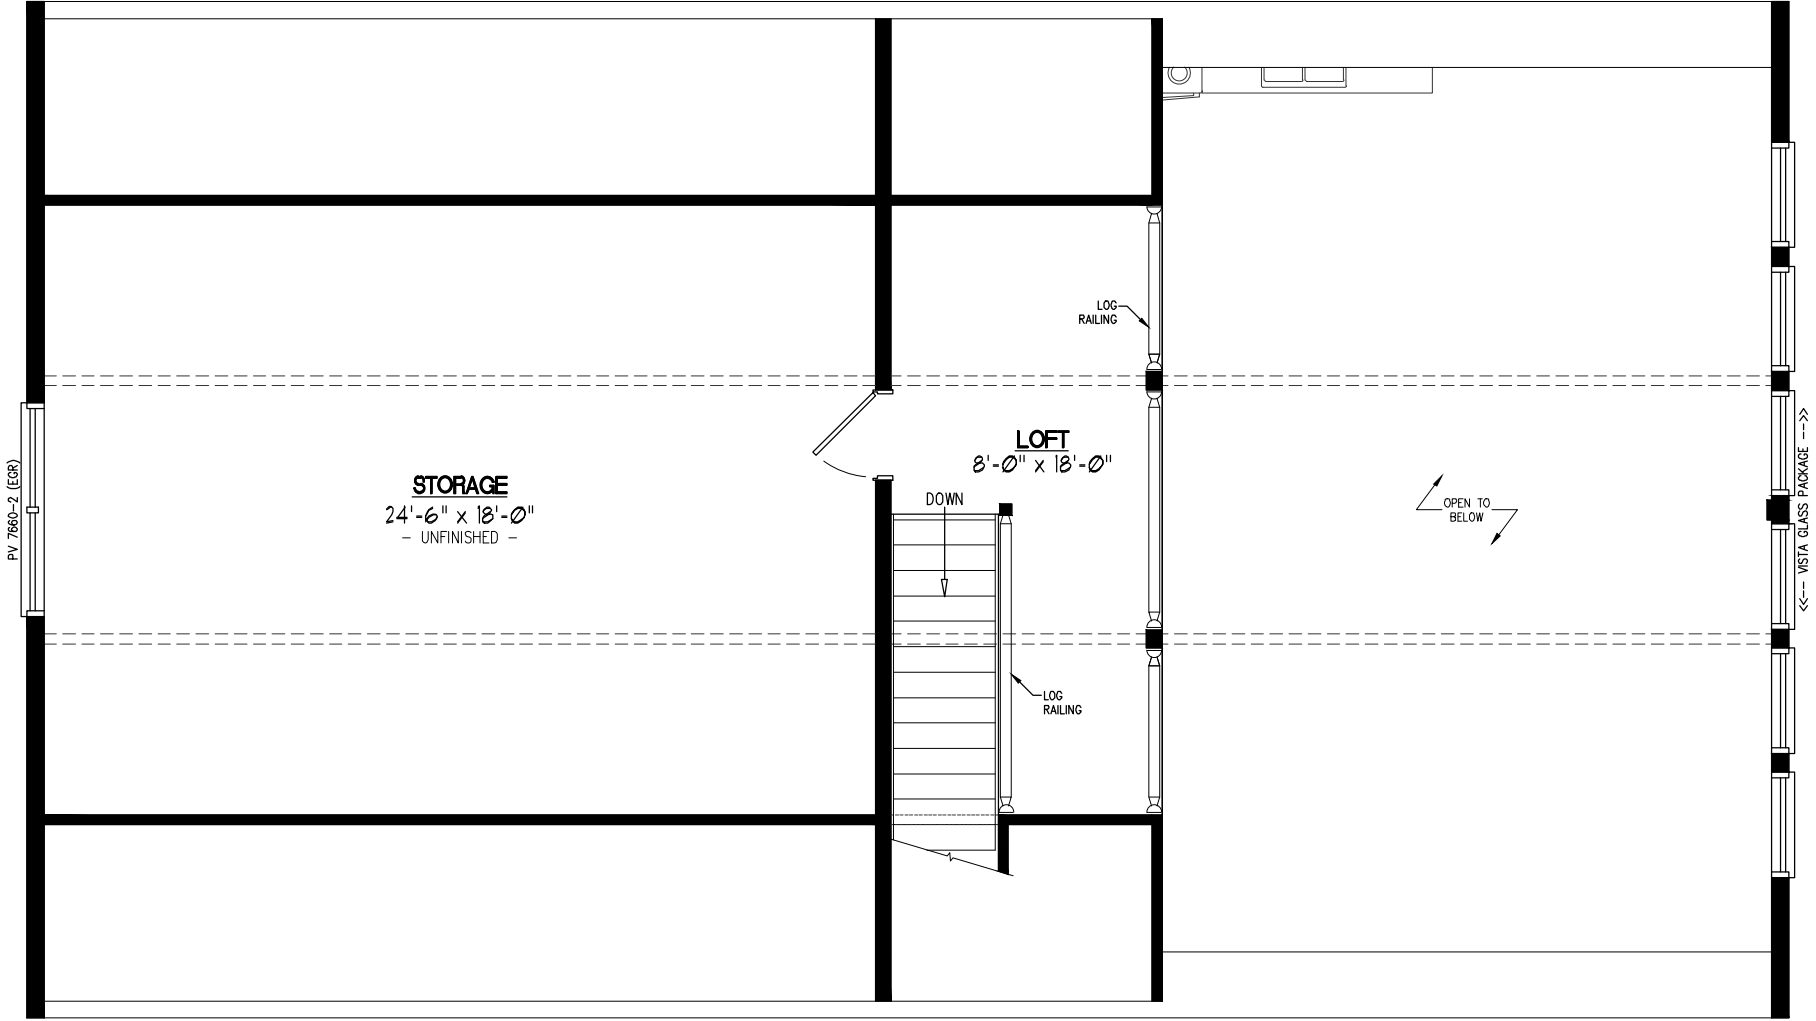 LOG
RAILING
LOFT
8'-0" x 18'-0"
STORAGE
24'-6" x 18'-0"
- UNFINISHED -
DOWN
OPEN TO
BELOW
LOG
RAILING
PV 7660-2 (EGR)
<<-- VISTA GLASS PACKAGE -->>